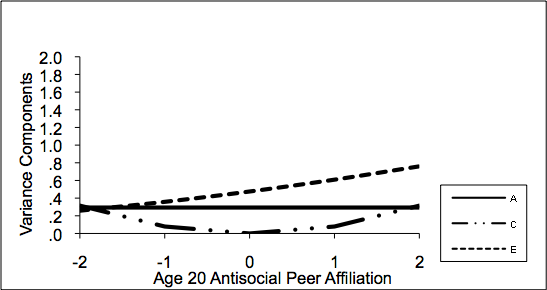 Variance Components
2.0
1.8
1.6
1.4
1.2
1.0
.8
.6
.4
.2
.0
-2 -1 0 1 2
Age 20 Antisocial Peer Affiliation
A
C
E